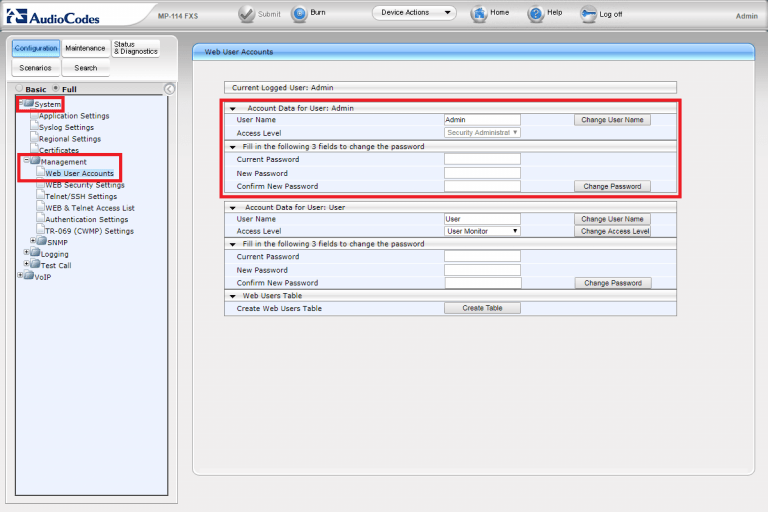 AudioCodes
MP-114 FXS
Submit
Burn
Device Actions
Home
Help
Log off
Admin
Configuration
Maintenance
Status & Diagnostics
Scenarios
Search
Basic Full
System
Application Settings
Syslog Settings
Regional Settings
Certificates
Management
Web User Accounts
WEB Security Settings
Telnet/SSH Settings
WEB & Telnet Access List
Authentication Settings
TR-069 (CWMP) Settings
SNMP
Logging
Test Call
VoIP
Web User Accounts
Current Logged User: Admin
Account Data for User: Admin
User Name Admin Change User Name
Access Level Security Administrat
Fill in the following 3 fields to change the password
Current Password
New Password
Confirm New Password Change Password
Account Data for User: User
User Name User Change User Name
Access Level User Monitor Change Access Level
Fill in the following 3 fields to change the password
Current Password
New Password
Confirm New Password Change Password
Web Users Table
Create Web Users Table Create Table